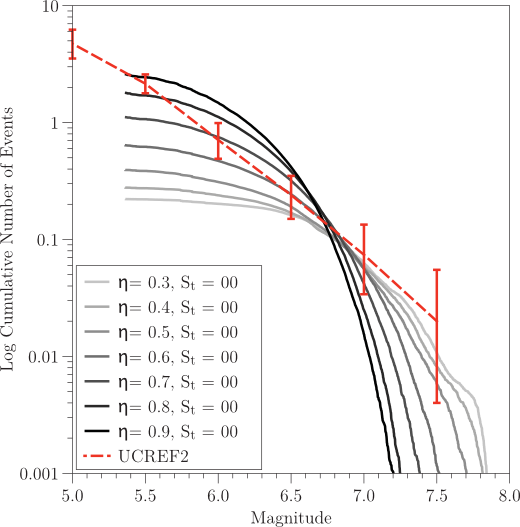 10
1
0.1
0.01
0.001
Log Cumulative Number of Events
η= 0.3, St = 00
η= 0.4, St = 00
η= 0.5, St = 00
η= 0.6, St = 00
η= 0.7, St = 00
η= 0.8, St = 00
η= 0.9, St = 00
UCREF2
5.0 5.5 6.0 6.5 7.0 7.5 8.0
Magnitude